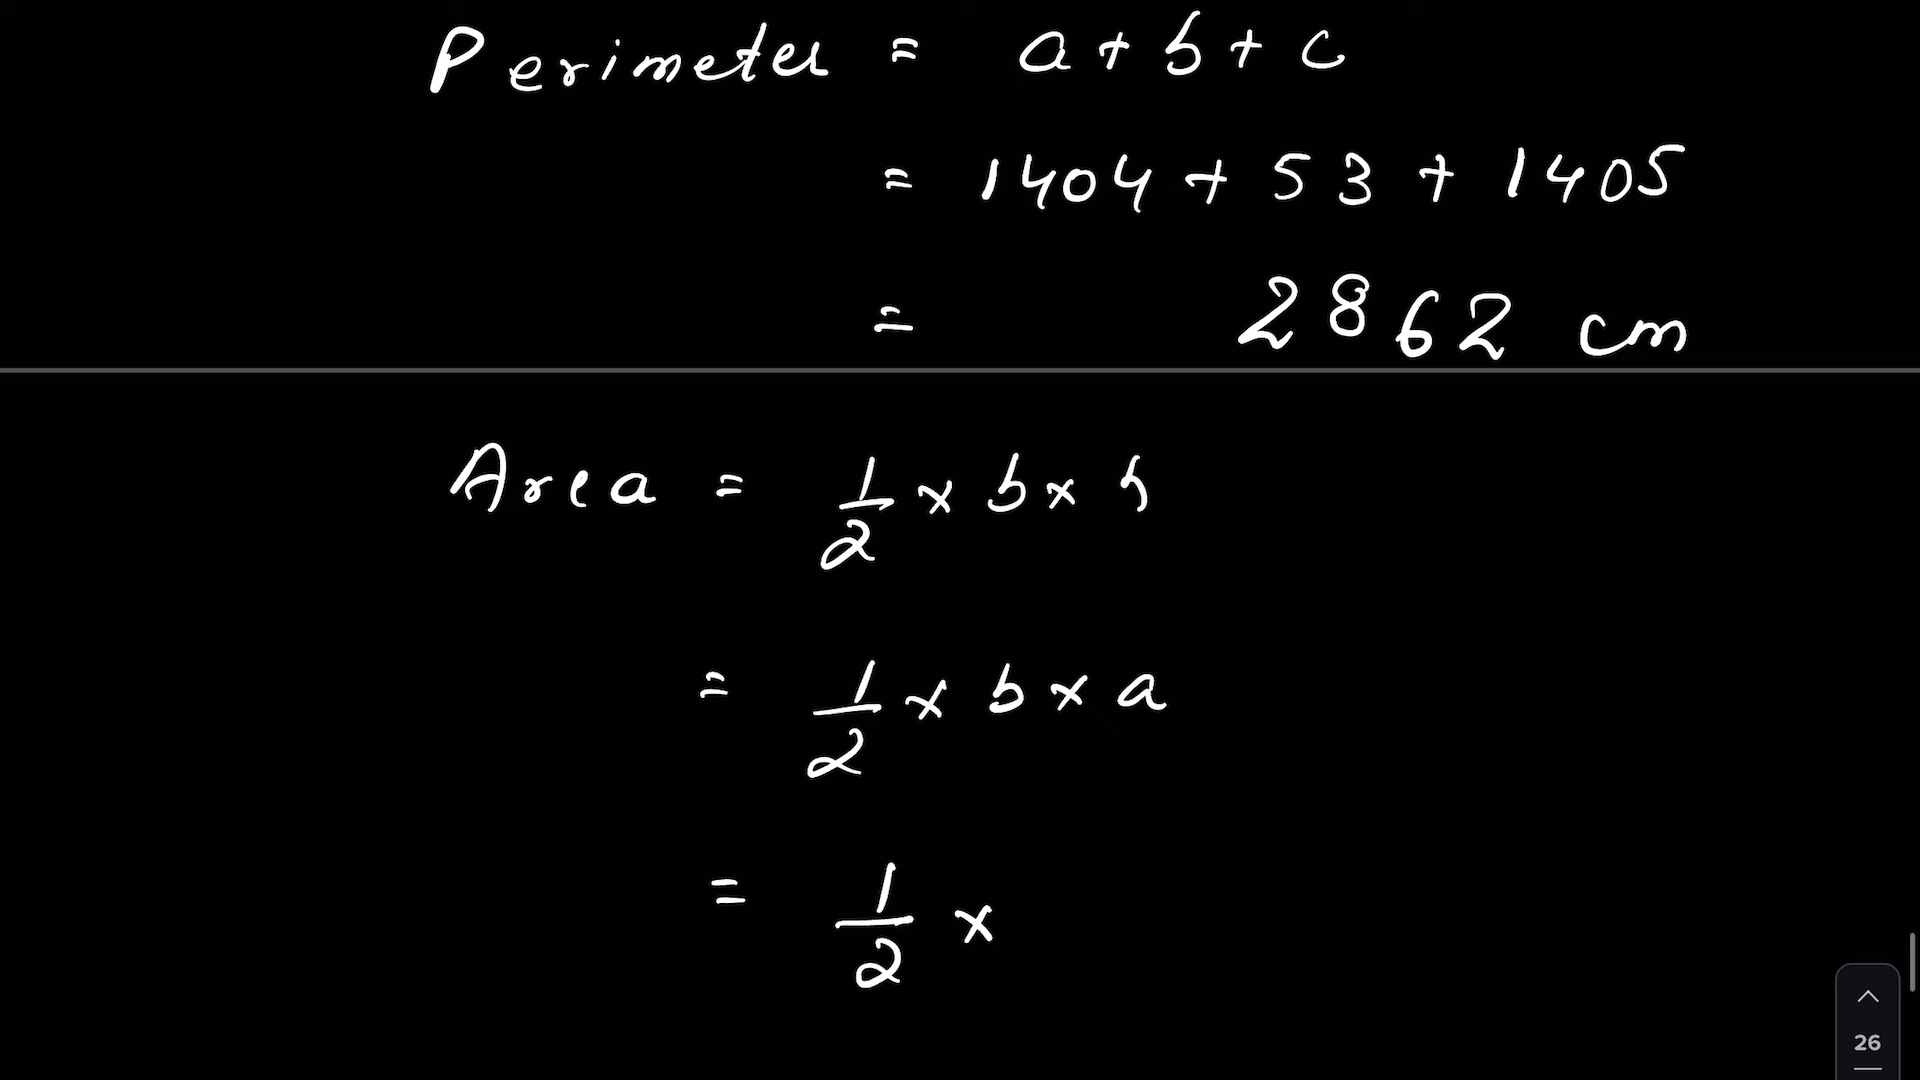 Perimeter = a + b + c
= 1404 + 53 + 1405
= 2862 cm
Area = 1/2 × b × h
= 1/2 × b × a
= 1/2 ×
26